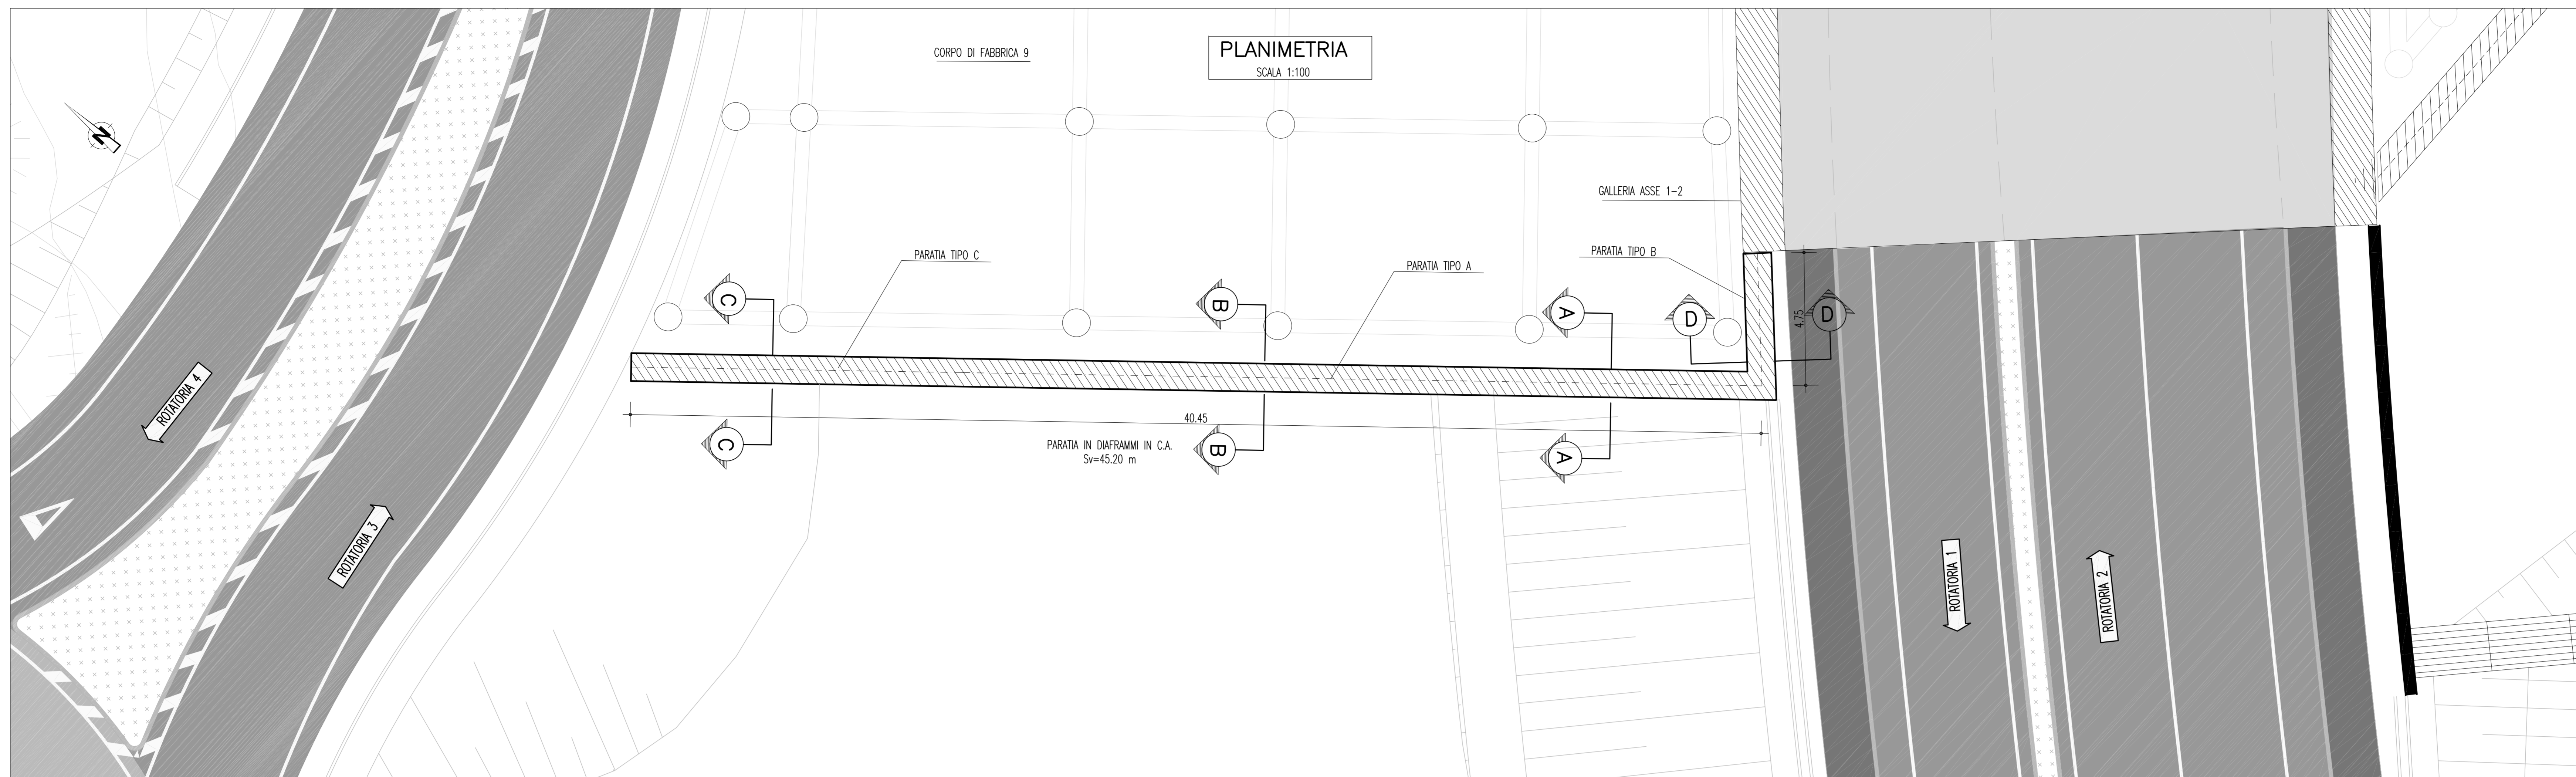 CORPO DI FABBRICA 9
PLANIMETRIA
SCALA 1:100
N
GALLERIA ASSE 1-2
PARATIA TIPO C
PARATIA TIPO A
PARATIA TIPO B
C
B
A
D
D
4.75
ROTATORIA 4
40.45
PARATIA IN DIAFRAMMI IN C.A.
Sv=45.20 m
C
B
A
ROTATORIA 3
ROTATORIA 1
ROTATORIA 2